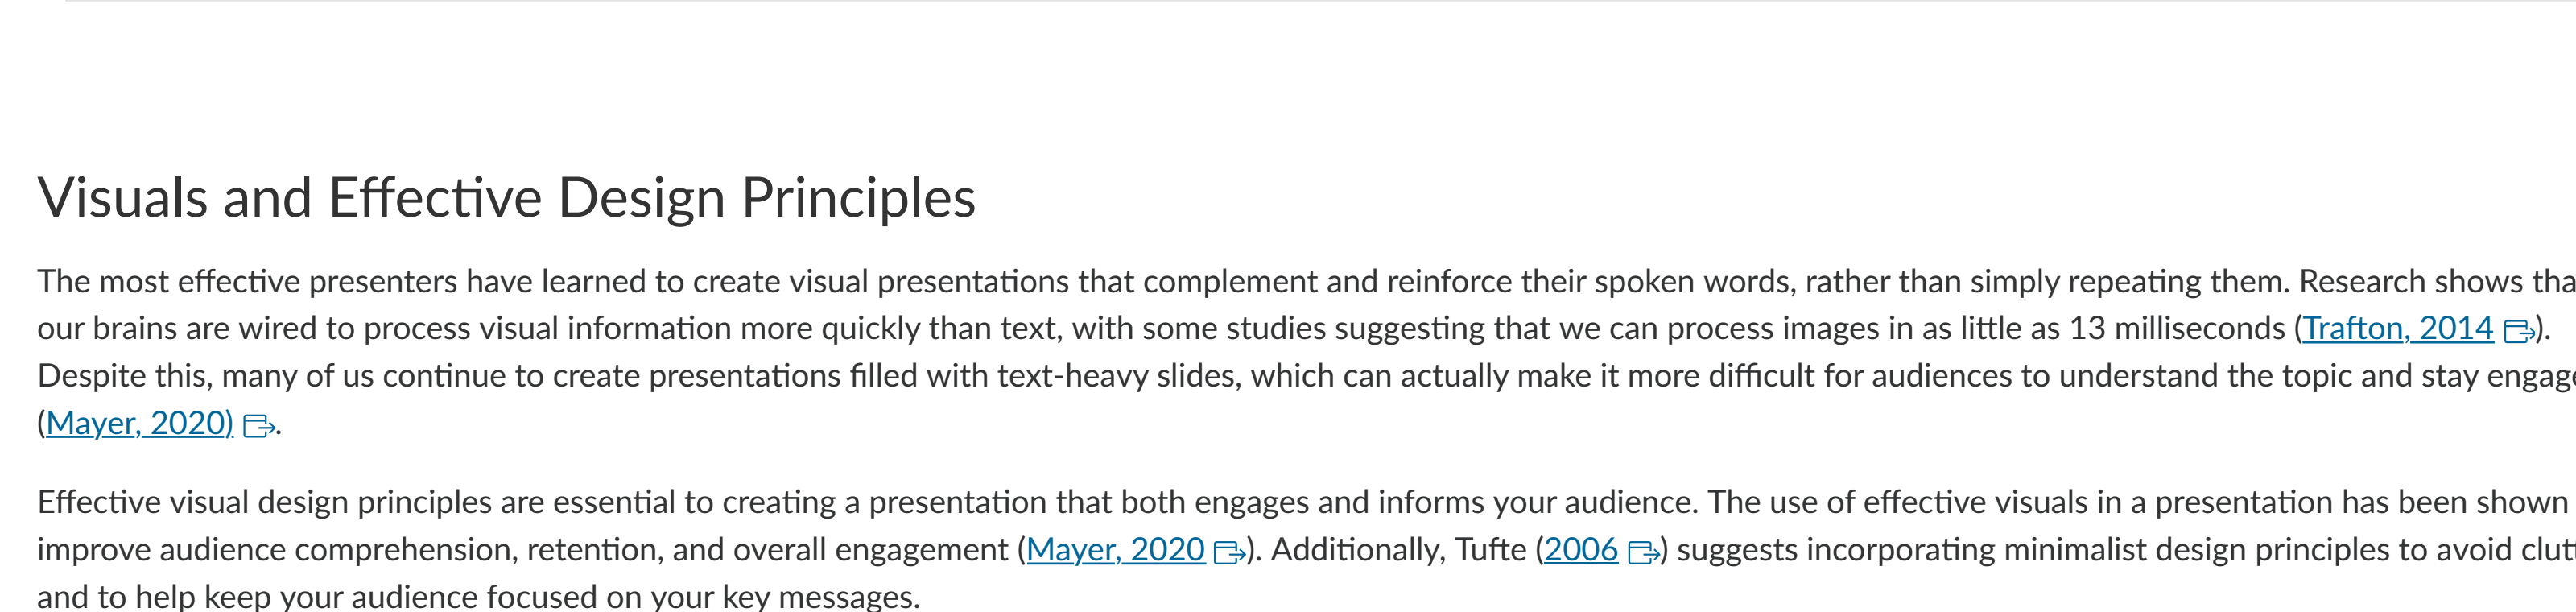 Visuals and Effective Design Principles
The most effective presenters have learned to create visual presentations that complement and reinforce their spoken words, rather than simply repeating them. Research shows tha
our brains are wired to process visual information more quickly than text, with some studies suggesting that we can process images in as little as 13 milliseconds (Trafton, 2014).
Despite this, many of us continue to create presentations filled with text-heavy slides, which can actually make it more difficult for audiences to understand the topic and stay engage
(Mayer, 2020).
Effective visual design principles are essential to creating a presentation that both engages and informs your audience. The use of effective visuals in a presentation has been shown
improve audience comprehension, retention, and overall engagement (Mayer, 2020). Additionally, Tufte (2006) suggests incorporating minimalist design principles to avoid clut
and to help keep your audience focused on your key messages.